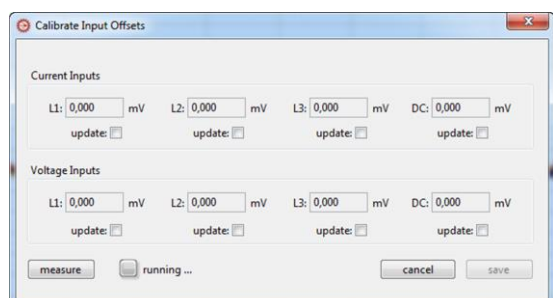 Calibrate Input Offsets
Current Inputs
L1: 0,000 mV L2: 0,000 mV L3: 0,000 mV DC: 0,000 mV
update: update: update: update:
Voltage Inputs
L1: 0,000 mV L2: 0,000 mV L3: 0,000 mV DC: 0,000 mV
update: update: update: update:
measure running ... cancel save